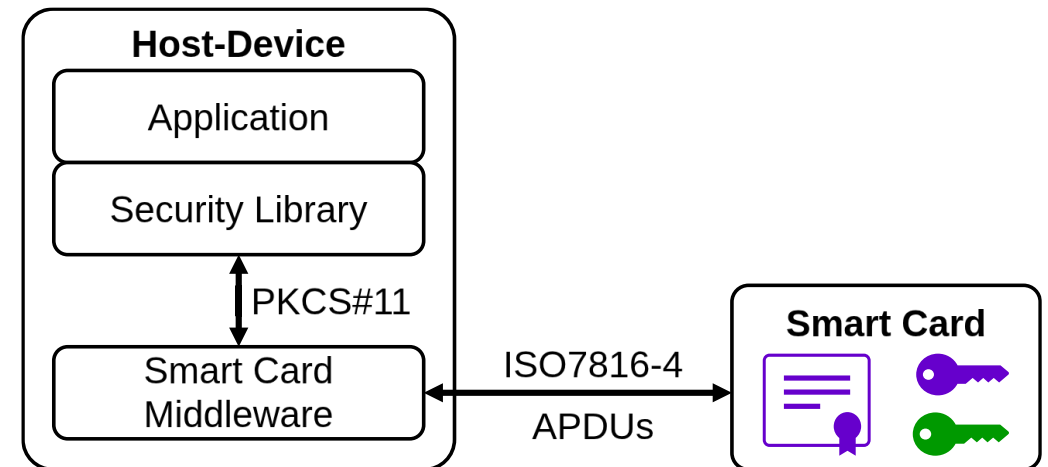 Host-Device
Application
Security Library
PKCS#11
Smart Card
Middleware
ISO7816-4
APDUs
Smart Card